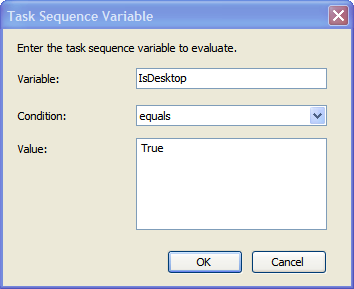 Task Sequence Variable
Enter the task sequence variable to evaluate.
Variable: IsDesktop
Condition: equals
Value: True
OK Cancel